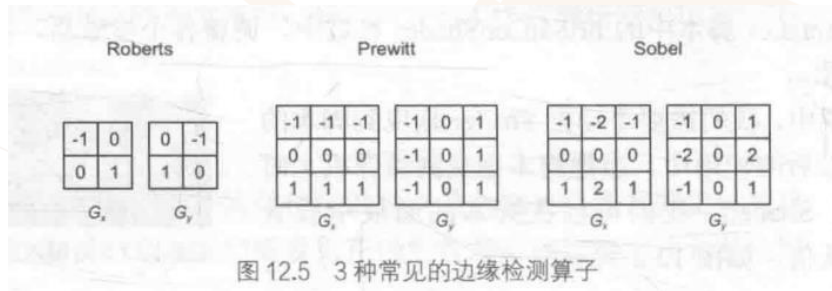 Roberts Prewitt Sobel
-1 -1 -1 -1 0 1 -1 -2 -1 -1 0 1
-1 0 0 -1 0 0 0 -1 0 1 0 0 0 -2 0 2
0 1 1 0 1 1 1 -1 0 1 1 2 1 -1 0 1
Gx Gy Gx Gy Gx Gy
图 12.5 3 种常见的边缘检测算子